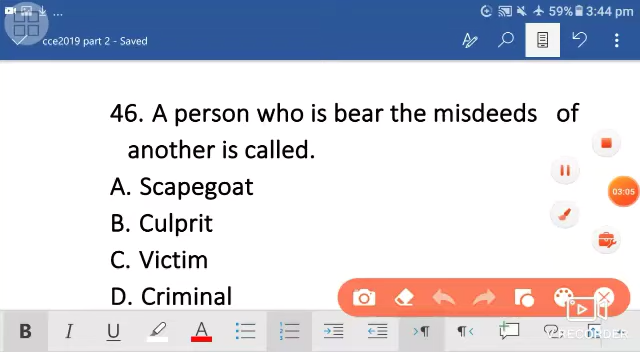 59% 3:44 pm
cce2019 part 2 - Saved
46. A person who is bear the misdeeds of
another is called.
A. Scapegoat
B. Culprit
C. Victim
D. Criminal
03:05
B I U A
RECORDER